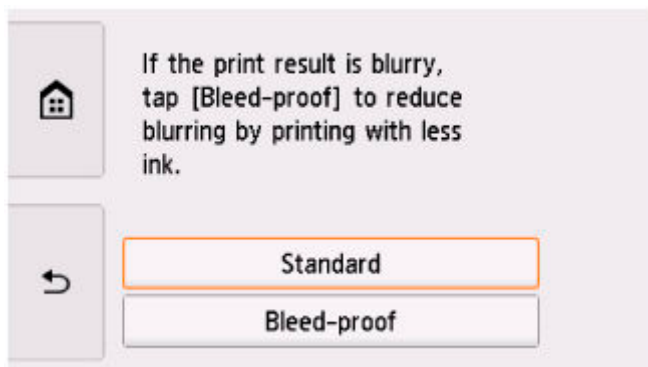 If the print result is blurry,
tap [Bleed-proof] to reduce
blurring by printing with less
ink.
Standard
Bleed-proof